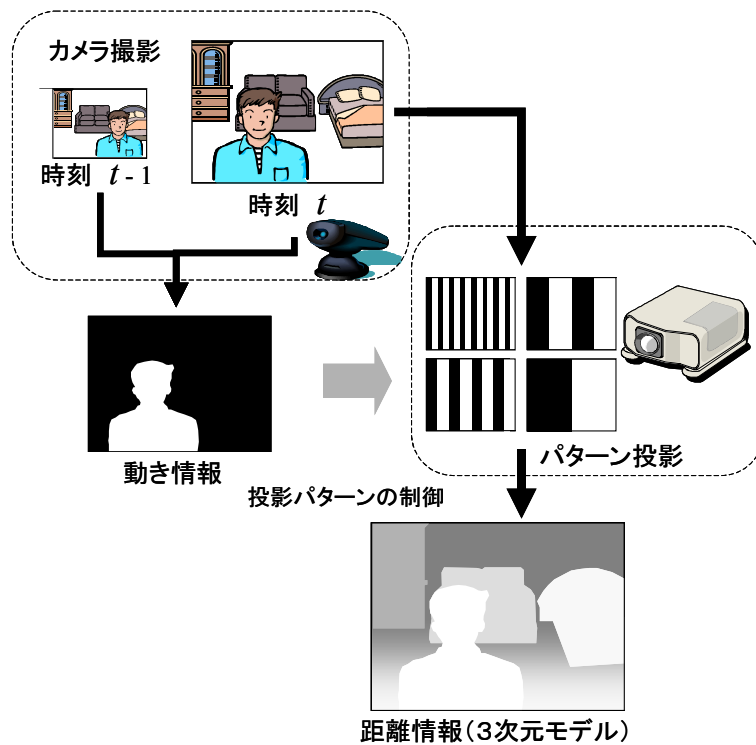 カメラ撮影
時刻 t - 1
時刻 t
動き情報
パターン投影
投影パターンの制御
距離情報(3次元モデル)